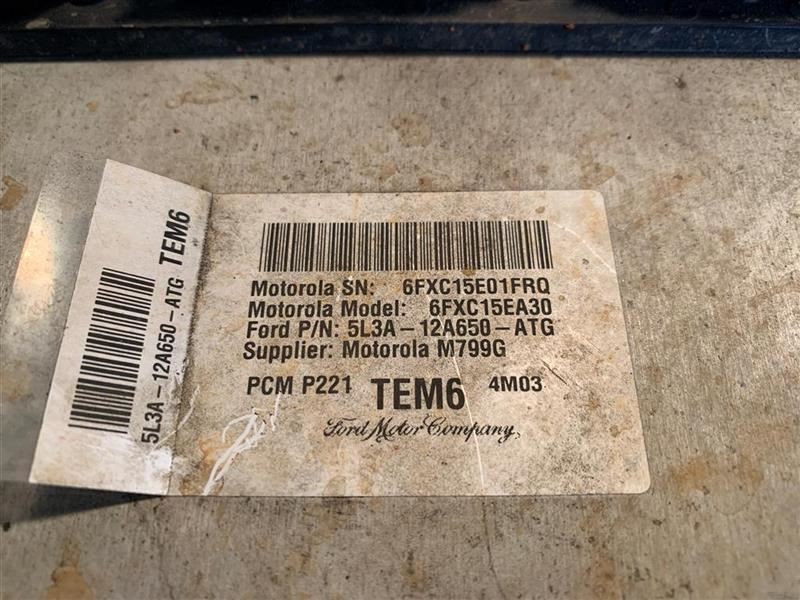 5L3A-12A650-ATG TEM6
Motorola SN: 6FXC15E01FRQ
Motorola Model: 6FXC15EA30
Ford P/N: 5L3A-12A650-ATG
Supplier: Motorola M799G
PCM P221 TEM6 4M03
Ford Motor Company,